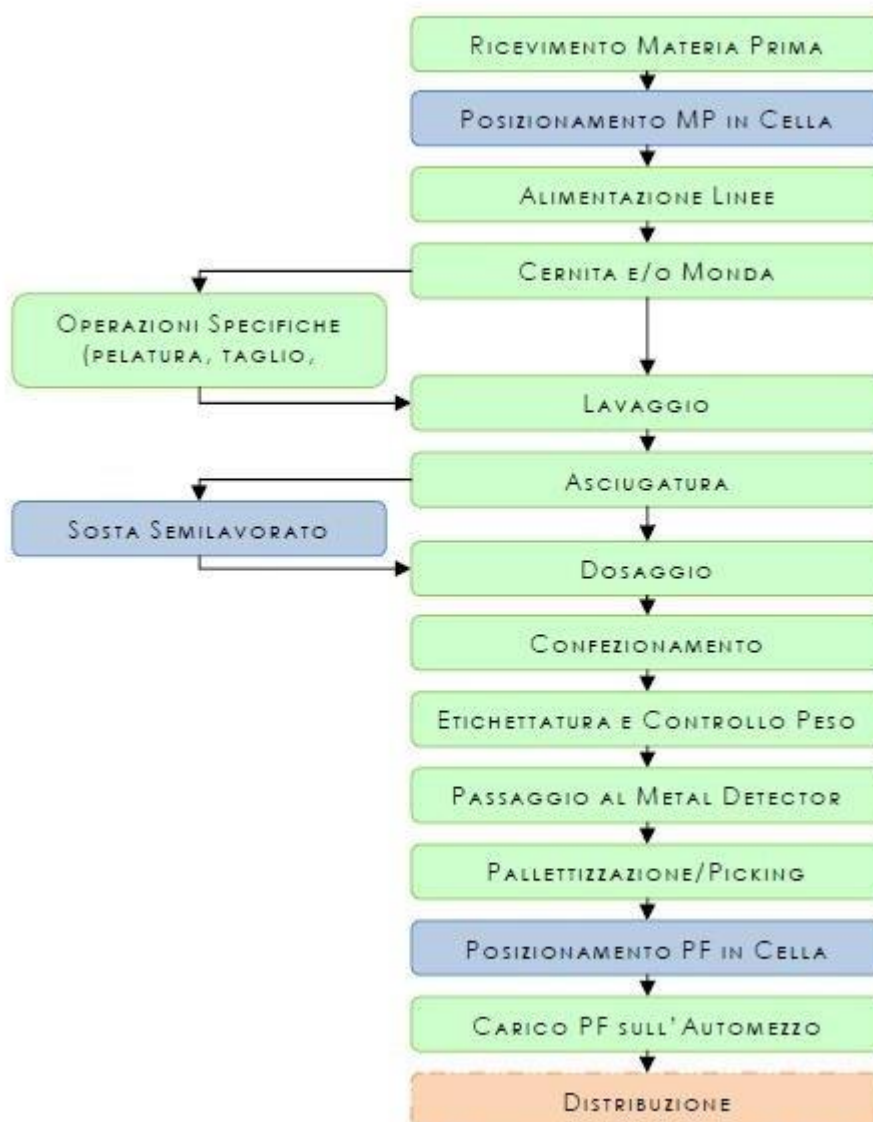 Ricevimento Materia Prima
Posizionamento MP in Cella
Alimentazione Linee
Cernita e/o Monda
Operazioni Specifiche
(pelatura, taglio,
Lavaggio
Asciugatura
Sosta Semilavorato
Dosaggio
Confezionamento
Etichettatura e Controllo Peso
Passaggio al Metal Detector
Pallettizzazione/Picking
Posizionamento PF in Cella
Carico PF sull'Automezzo
Distribuzione